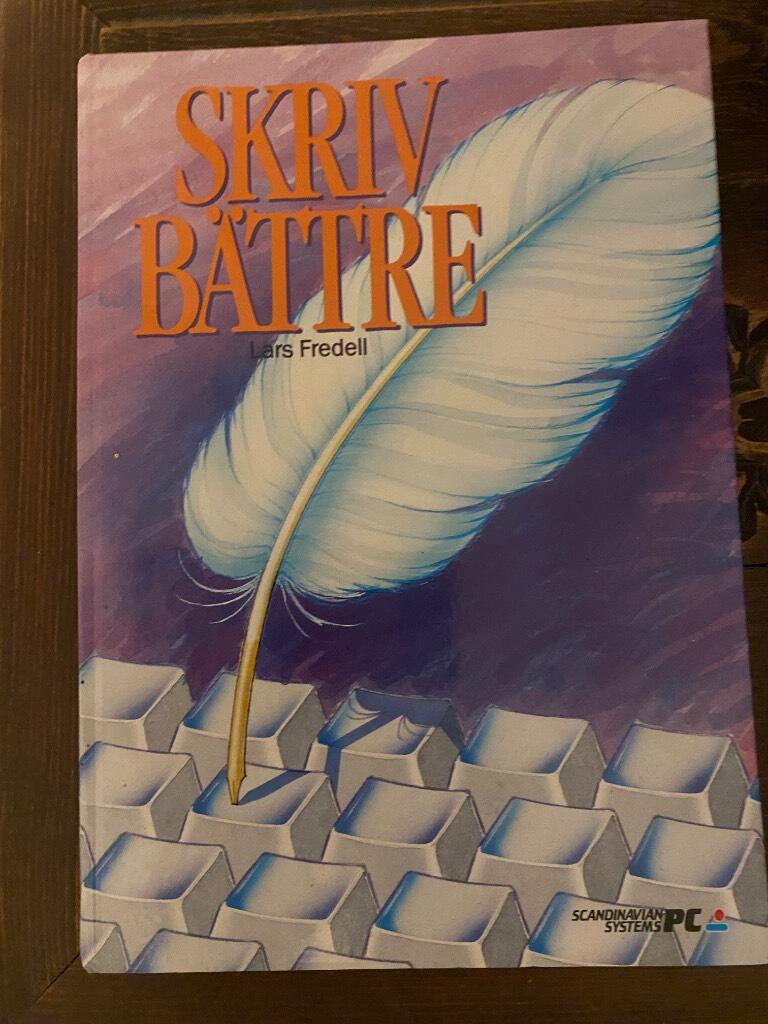 SKRIV
BÄTTRE
Lars Fredell
SCANDINAVIAN PC
SYSTEMS